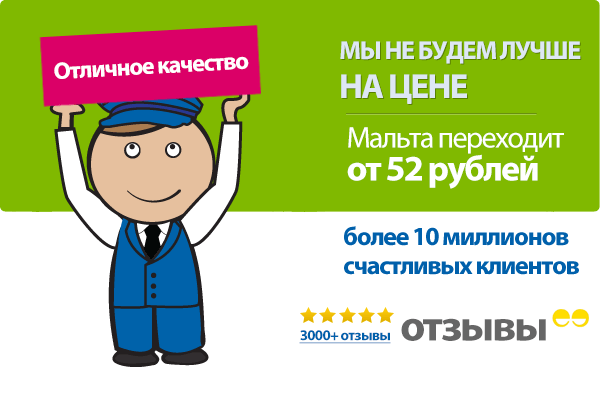 Отличное качество
МЫ НЕ БУДЕМ ЛУЧШЕ
НА ЦЕНЕ
Мальта переходит
от 52 рублей
более 10 миллионов
счастливых клиентов
3000+ отзывы
ОТЗЫВЫ